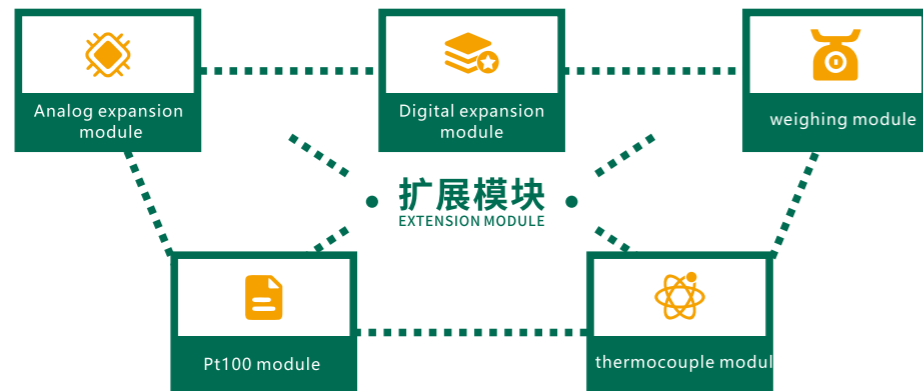 Analog expansion
module
Digital expansion
module
weighing module
扩展模块
EXTENSION MODULE
Pt100 module
thermocouple modul